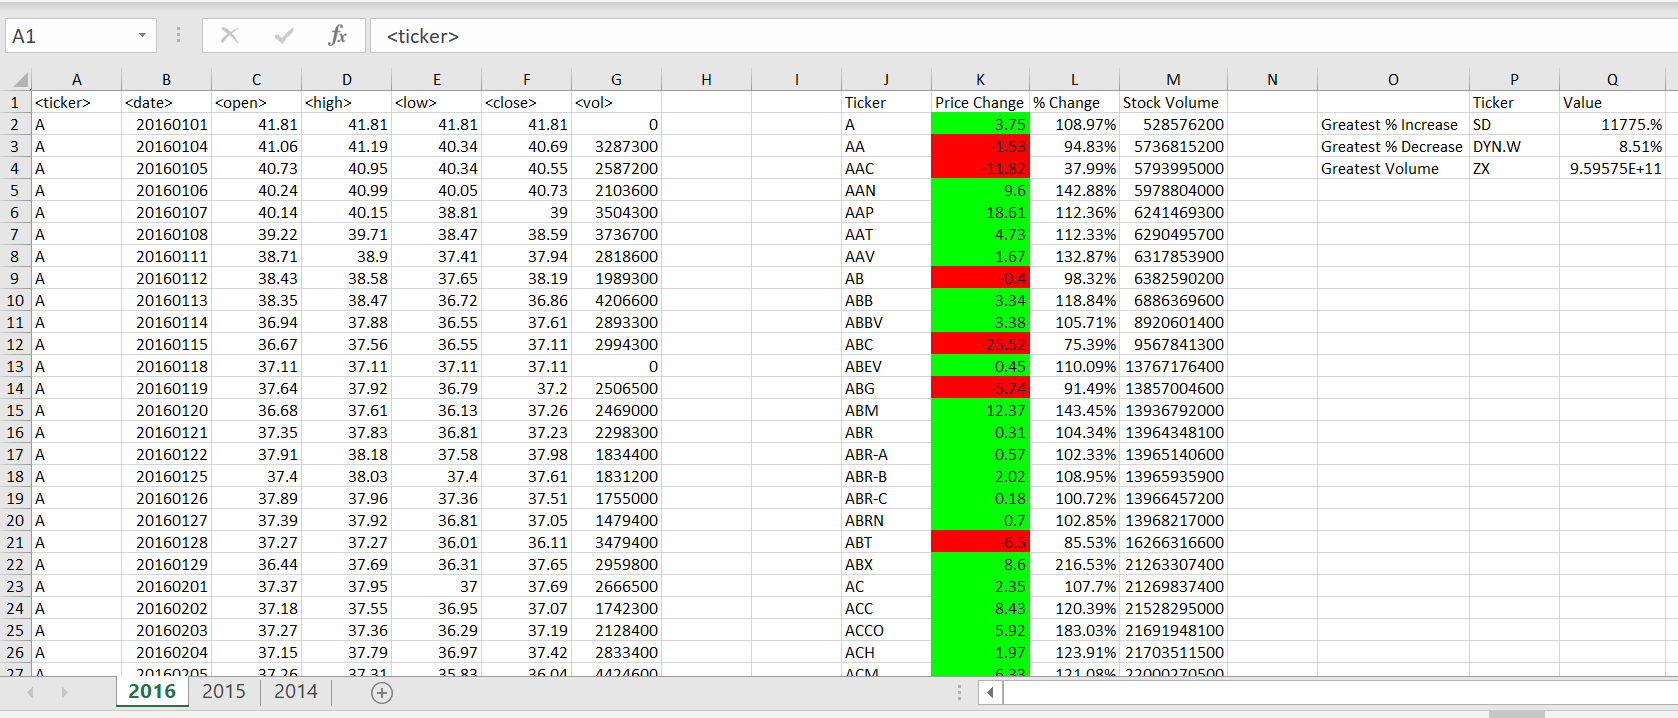 A1 fx <ticker>
A B C D E F G H I J K L M N O P Q
1 <ticker> <date> <open> <high> <low> <close> <vol> Ticker Price Change % Change Stock Volume Ticker Value
2 A 20160101 41.81 41.81 41.81 41.81 0 A 3.75 108.97% 528576200 Greatest % Increase SD 11775.%
3 A 20160104 41.06 41.19 40.34 40.69 3287300 AA -1.53 94.83% 5736815200 Greatest % Decrease DYN.W 8.51%
4 A 20160105 40.73 40.95 40.34 40.55 2587200 AAC -11.82 37.99% 5793995000 Greatest Volume ZX 9.59575E+11
5 A 20160106 40.24 40.99 40.05 40.73 2103600 AAN 9.6 142.88% 5978804000
6 A 20160107 40.14 40.15 38.81 39 3504300 AAP 18.61 112.36% 6241469300
7 A 20160108 39.22 39.71 38.47 38.59 3736700 AAT 4.73 112.33% 6290495700
8 A 20160111 38.71 38.9 37.41 37.94 2818600 AAV 1.67 132.87% 6317853900
9 A 20160112 38.43 38.58 37.65 38.19 1989300 AB -0.4 98.32% 6382590200
10 A 20160113 38.35 38.47 36.72 36.86 4206600 ABB 3.34 118.84% 6886369600
11 A 20160114 36.94 37.88 36.55 37.61 2893300 ABBV 3.38 105.71% 8920601400
12 A 20160115 36.67 37.56 36.55 37.11 2994300 ABC -25.52 75.39% 9567841300
13 A 20160118 37.11 37.11 37.11 37.11 0 ABEV 0.45 110.09% 13767176400
14 A 20160119 37.64 37.92 36.79 37.2 2506500 ABG -5.74 91.49% 13857004600
15 A 20160120 36.68 37.61 36.13 37.26 2469000 ABM 12.37 143.45% 13936792000
16 A 20160121 37.35 37.83 36.81 37.23 2298300 ABR 0.31 104.34% 13964348100
17 A 20160122 37.91 38.18 37.58 37.98 1834400 ABR-A 0.57 102.33% 13965140600
18 A 20160125 37.4 38.03 37.4 37.61 1831200 ABR-B 2.02 108.95% 13965935900
19 A 20160126 37.89 37.96 37.36 37.51 1755000 ABR-C 0.18 100.72% 13966457200
20 A 20160127 37.39 37.92 36.81 37.05 1479400 ABRN 0.7 102.85% 13968217000
21 A 20160128 37.27 37.27 36.01 36.11 3479400 ABT -6.5 85.53% 16266316600
22 A 20160129 36.44 37.69 36.31 37.65 2959800 ABX 8.6 216.53% 21263307400
23 A 20160201 37.37 37.95 37 37.69 2666500 AC 2.35 107.7% 21269837400
24 A 20160202 37.18 37.55 36.95 37.07 1742300 ACC 8.43 120.39% 21528295000
25 A 20160203 37.27 37.36 36.29 37.19 2128400 ACCO 5.92 183.03% 21691948100
26 A 20160204 37.15 37.79 36.97 37.42 2833400 ACH 1.97 123.91% 21703511500
27 A 20160205 37.26 37.31 35.83 36.04 4424600 ACM 6.33 121.08% 22000270500
2016 2015 2014